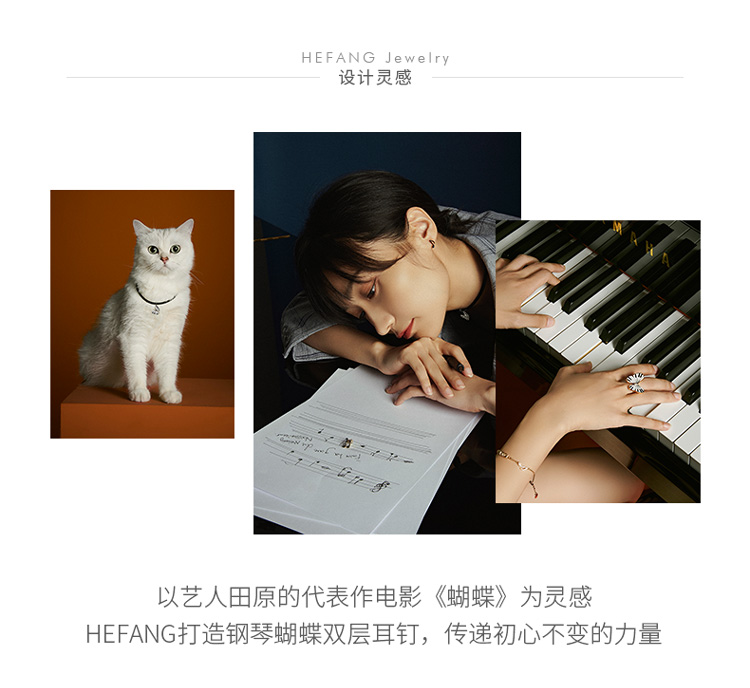 HEFANG Jewelry
设计灵感
MAHA
以艺人田原的代表作电影《蝴蝶》为灵感
HEFANG打造钢琴蝴蝶双层耳钉，传递初心不变的力量